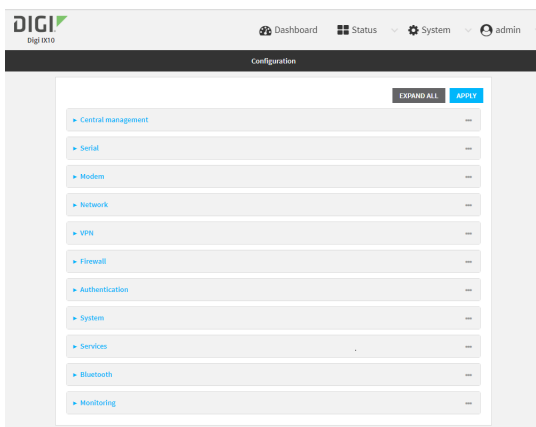 DIGI
Digi IX10
Dashboard
Status
System
admin
Configuration
EXPAND ALL
APPLY
Central management
Serial
Modem
Network
VPN
Firewall
Authentication
System
Services
Bluetooth
Monitoring